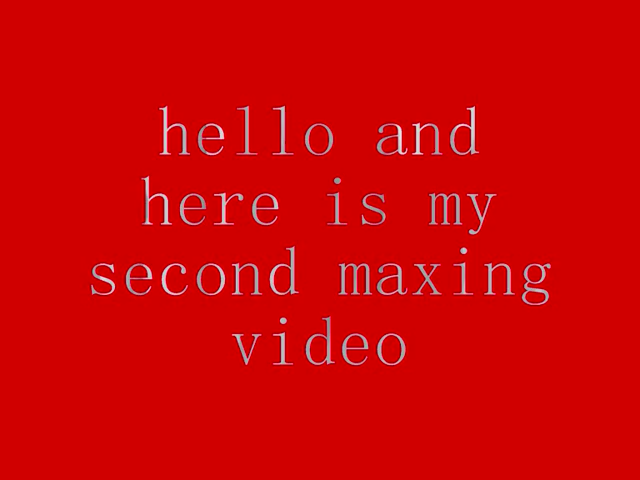 hello and
here is my
second maxing
video